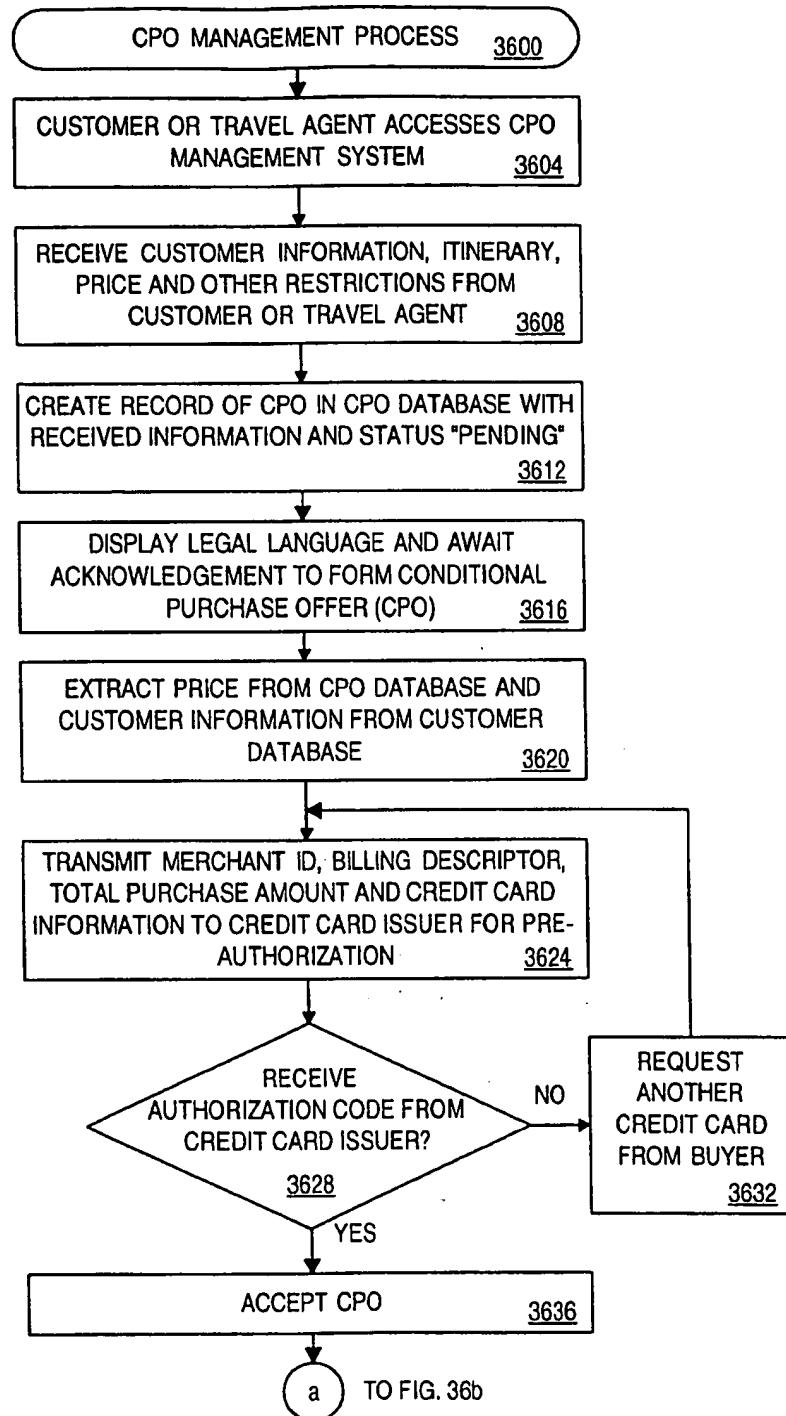 CPO MANAGEMENT PROCESS 3600
CUSTOMER OR TRAVEL AGENT ACCESSES CPO
MANAGEMENT SYSTEM 3604
RECEIVE CUSTOMER INFORMATION, ITINERARY,
PRICE AND OTHER RESTRICTIONS FROM
CUSTOMER OR TRAVEL AGENT 3608
CREATE RECORD OF CPO IN CPO DATABASE WITH
RECEIVED INFORMATION AND STATUS "PENDING"
3612
DISPLAY LEGAL LANGUAGE AND AWAIT
ACKNOWLEDGEMENT TO FORM CONDITIONAL
PURCHASE OFFER (CPO) 3616
EXTRACT PRICE FROM CPO DATABASE AND
CUSTOMER INFORMATION FROM CUSTOMER
DATABASE 3620
TRANSMIT MERCHANT ID, BILLING DESCRIPTOR,
TOTAL PURCHASE AMOUNT AND CREDIT CARD
INFORMATION TO CREDIT CARD ISSUER FOR PRE-
AUTHORIZATION 3624
RECEIVE
AUTHORIZATION CODE FROM
CREDIT CARD ISSUER?
3628
NO
REQUEST
ANOTHER
CREDIT CARD
FROM BUYER
3632
YES
ACCEPT CPO 3636
a TO FIG. 36b